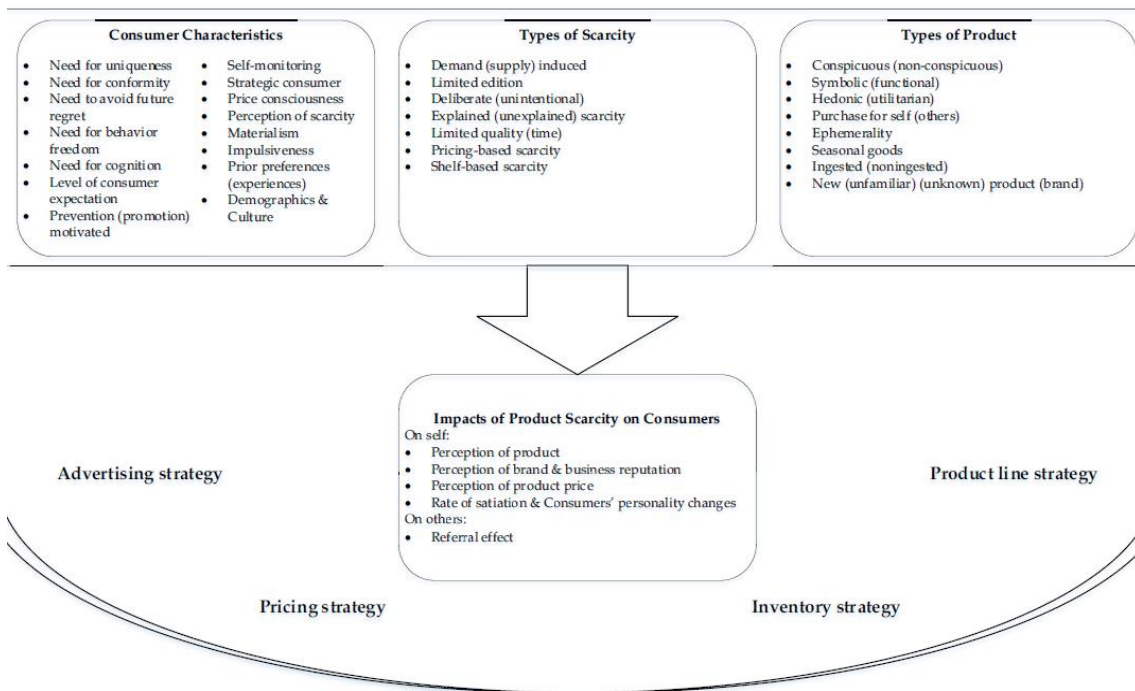 Consumer Characteristics
• Need for uniqueness
• Need for conformity
• Need to avoid future
regret
• Need for behavior
freedom
• Need for cognition
• Level of consumer
expectation
• Prevention (promotion)
motivated
• Self-monitoring
• Strategic consumer
• Price consciousness
• Perception of scarcity
• Materialism
• Impulsiveness
• Prior preferences
(experiences)
• Demographics &
Culture
Types of Scarcity
• Demand (supply) induced
• Limited edition
• Deliberate (unintentional)
• Explained (unexplained) scarcity
• Limited quality (time)
• Pricing-based scarcity
• Shelf-based scarcity
Types of Product
• Conspicuous (non-conspicuous)
• Symbolic (functional)
• Hedonic (utilitarian)
• Purchase for self (others)
• Ephemerality
• Seasonal goods
• Ingested (noningested)
• New (unfamiliar) (unknown) product (brand)
Impacts of Product Scarcity on Consumers
On self:
• Perception of product
• Perception of brand & business reputation
• Perception of product price
• Rate of satiation & Consumers’ personality changes
On others:
• Referral effect
Advertising strategy
Product line strategy
Pricing strategy
Inventory strategy